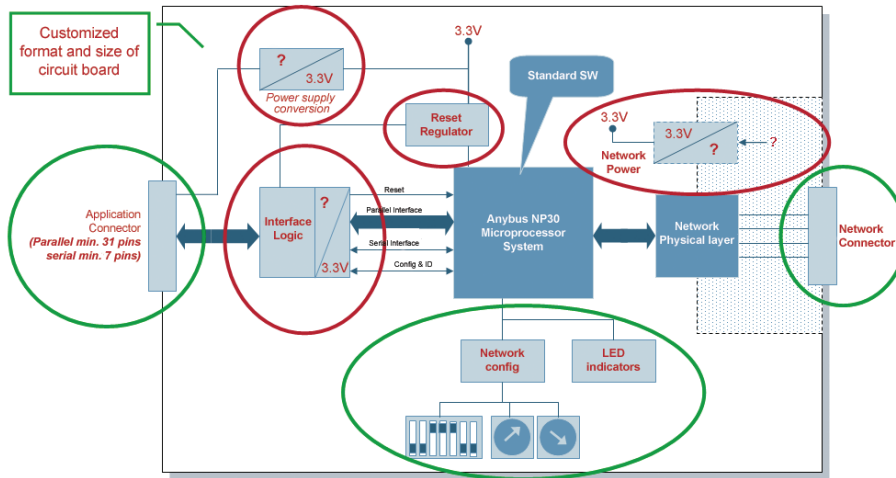 Customized
format and size of
circuit board
?
3.3V
Power supply
conversion
3.3V
Reset
Regulator
Standard SW
3.3V
Network
Power
3.3V
?
?
Application
Connector
(Parallel min. 31 pins
serial min. 7 pins)
Interface
Logic
?
3.3V
Reset
Parallel Interface
Serial Interface
Config & ID
Anybus NP30
Microprocessor
System
Network
Physical layer
Network
Connector
Network
config
LED
indicators